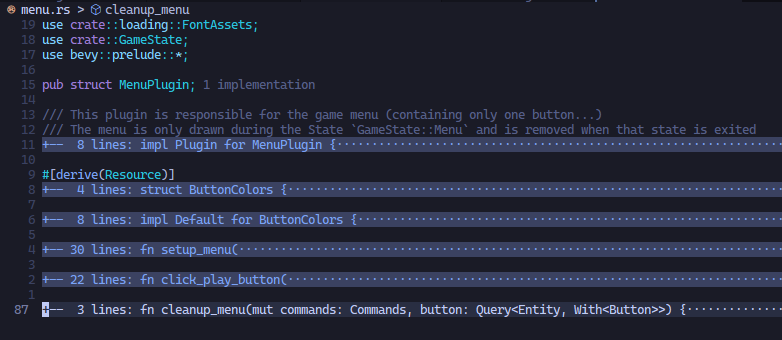 menu.rs > cleanup_menu
19 use crate::loading::FontAssets;
18 use crate::GameState;
17 use bevy::prelude::*;
16
15 pub struct MenuPlugin; 1 implementation
14
13 /// This plugin is responsible for the game menu (containing only one button...)
12 /// The menu is only drawn during the State `GameState::Menu` and is removed when that state is exited
11 +--  8 lines: impl Plugin for MenuPlugin {
10
9 #[derive(Resource)]
8 +--  4 lines: struct ButtonColors {
7
6 +--  8 lines: impl Default for ButtonColors {
5
4 +-- 30 lines: fn setup_menu(
3
2 +-- 22 lines: fn click_play_button(
1
87 +--  3 lines: fn cleanup_menu(mut commands: Commands, button: Query<Entity, With<Button>>) {